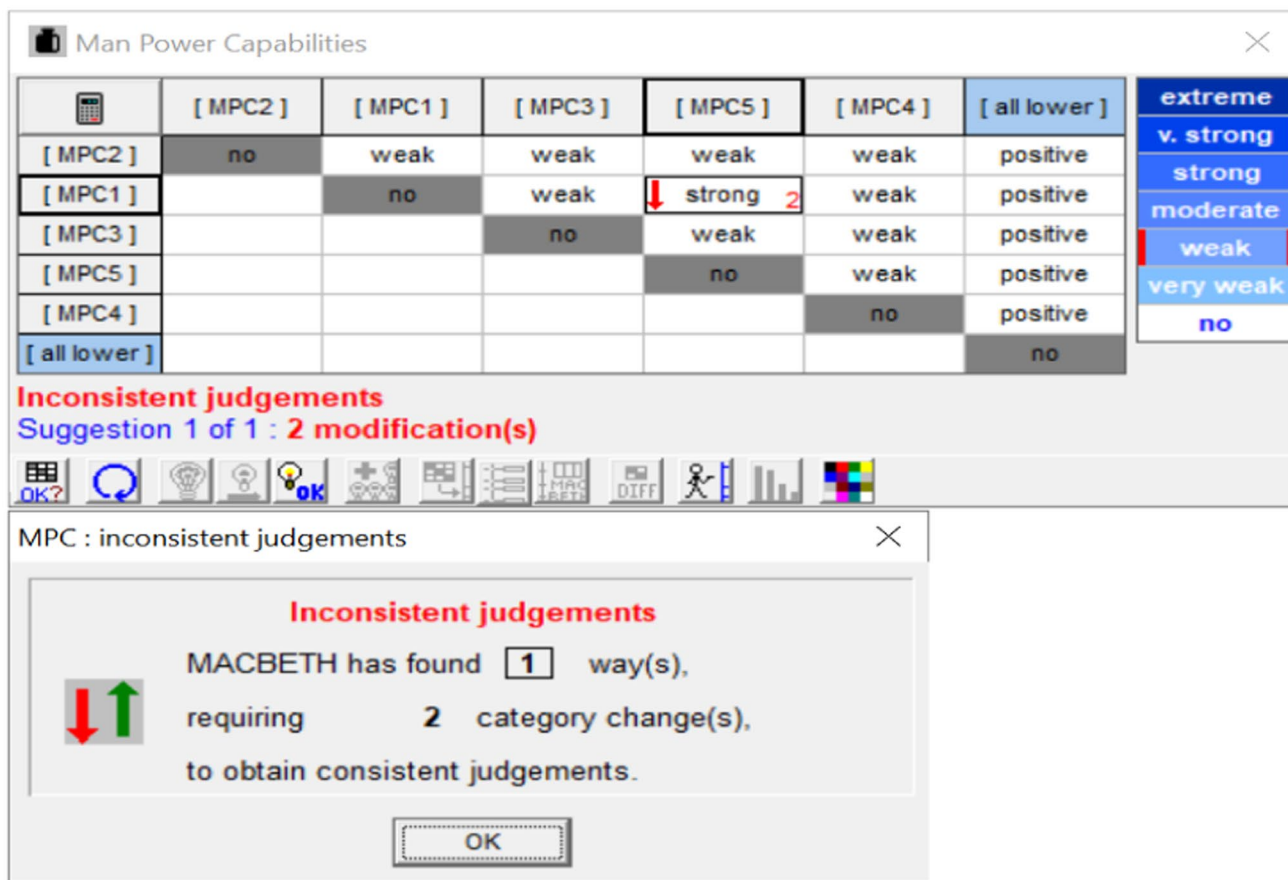 Man Power Capabilities
[ MPC2 ] [ MPC1 ] [ MPC3 ] [ MPC5 ] [ MPC4 ] [ all lower ]
[ MPC2 ] no weak weak weak weak positive
[ MPC1 ] no weak strong 2 weak positive
[ MPC3 ] no weak weak positive
[ MPC5 ] no weak positive
[ MPC4 ] no positive
[ all lower ] no
extreme
v. strong
strong
moderate
weak
very weak
no
Inconsistent judgements
Suggestion 1 of 1 : 2 modification(s)
OK? OK MAC BETH DIFF
MPC : inconsistent judgements
Inconsistent judgements
MACBETH has found 1 way(s),
requiring 2 category change(s),
to obtain consistent judgements.
OK